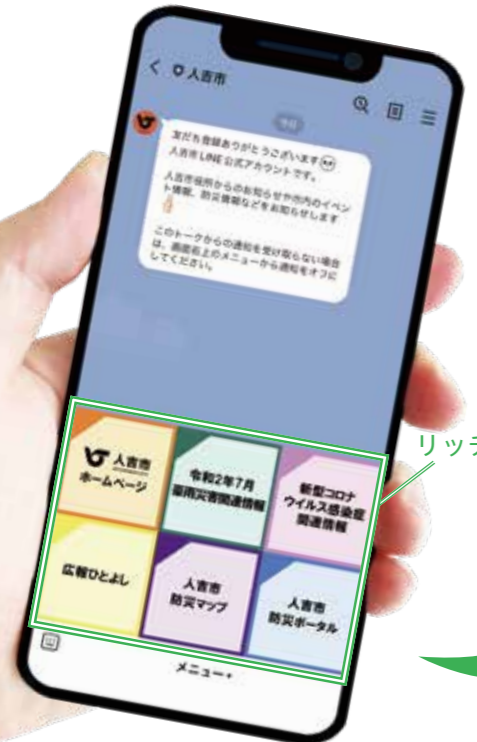 人吉市
今日
友だち登録ありがとうございます
人吉市 LINE 公式アカウントです。
人吉市役所からのお知らせや市内のイベン
ト情報、防災情報などをお知らせします
このトークからの通知を受け取らない場合
は、画面右上のメニューから通知をオフに
してください。
リッチ
人吉市
ホームページ
令和2年7月
豪雨災害関連情報
新型コロナ
ウイルス感染症
関連情報
広報ひとよし
人吉市
防災マップ
人吉市
防災ポータル
メニュー